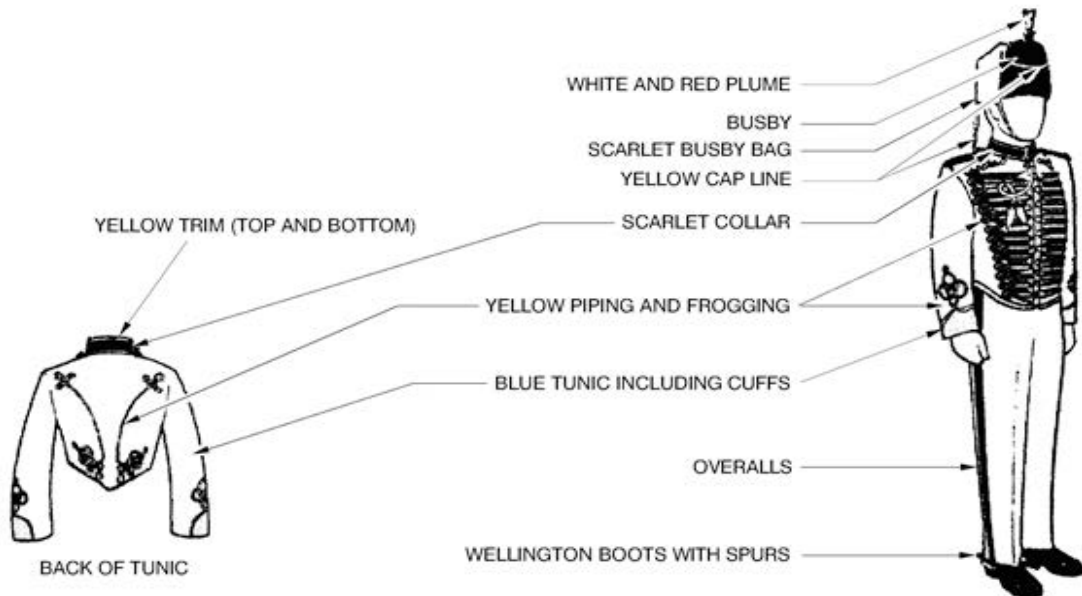 WHITE AND RED PLUME
BUSBY
SCARLET BUSBY BAG
YELLOW CAP LINE
SCARLET COLLAR
YELLOW TRIM (TOP AND BOTTOM)
YELLOW PIPING AND FROGGING
BLUE TUNIC INCLUDING CUFFS
OVERALLS
WELLINGTON BOOTS WITH SPURS
BACK OF TUNIC